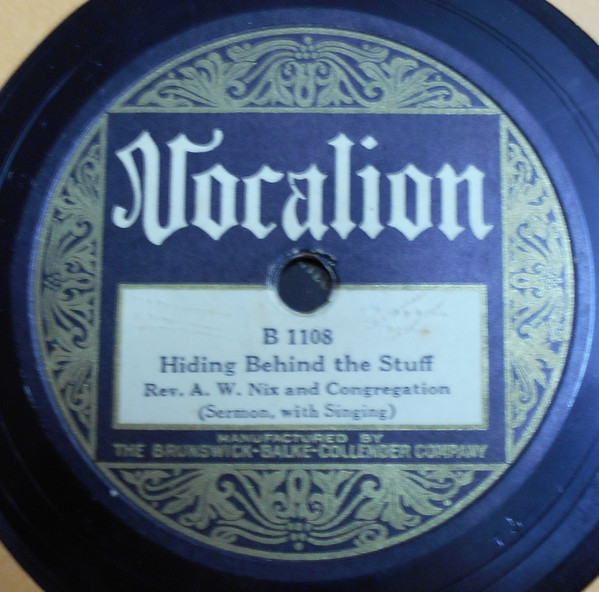 Vocalion
B 1108
Hiding Behind the Stuff
Rev. A. W. Nix and Congregation
(Sermon, with Singing)
MANUFACTURED BY
THE BRUNSWICK-BALKE-COLLENDER COMPANY